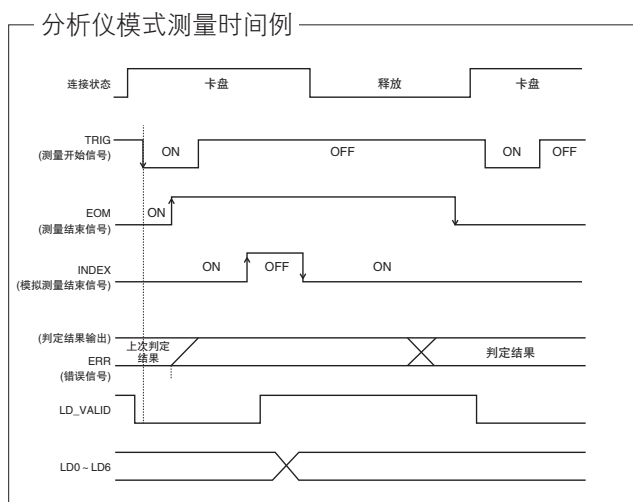 分析仪模式测量时间例
连接状态 卡盘 释放 卡盘
TRIG
(测量开始信号) ON OFF ON OFF
EOM
(测量结束信号) ON
INDEX
(模拟测量结束信号) ON OFF ON
(判定结果输出) 上次判定
结果 判定结果
ERR
(错误信号)
LD_VALID
LD0 ~ LD6